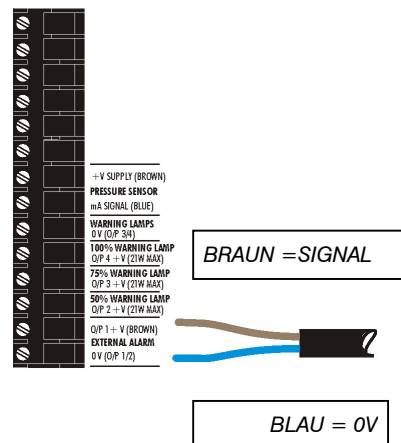 +V SUPPLY (BROWN)
PRESSURE SENSOR
mA SIGNAL (BLUE)
WARNING LAMPS
0V (O/P 3/4)
100% WARNING LAMP
O/P 4 +V (21W MAX)
75% WARNING LAMP
O/P 3 +V (21W MAX)
50% WARNING LAMP
O/P 2 +V (21W MAX)
O/P 1+ V (BROWN)
EXTERNAL ALARM
0V (O/P 1/2)
BRAUN =SIGNAL
BLAU = 0V